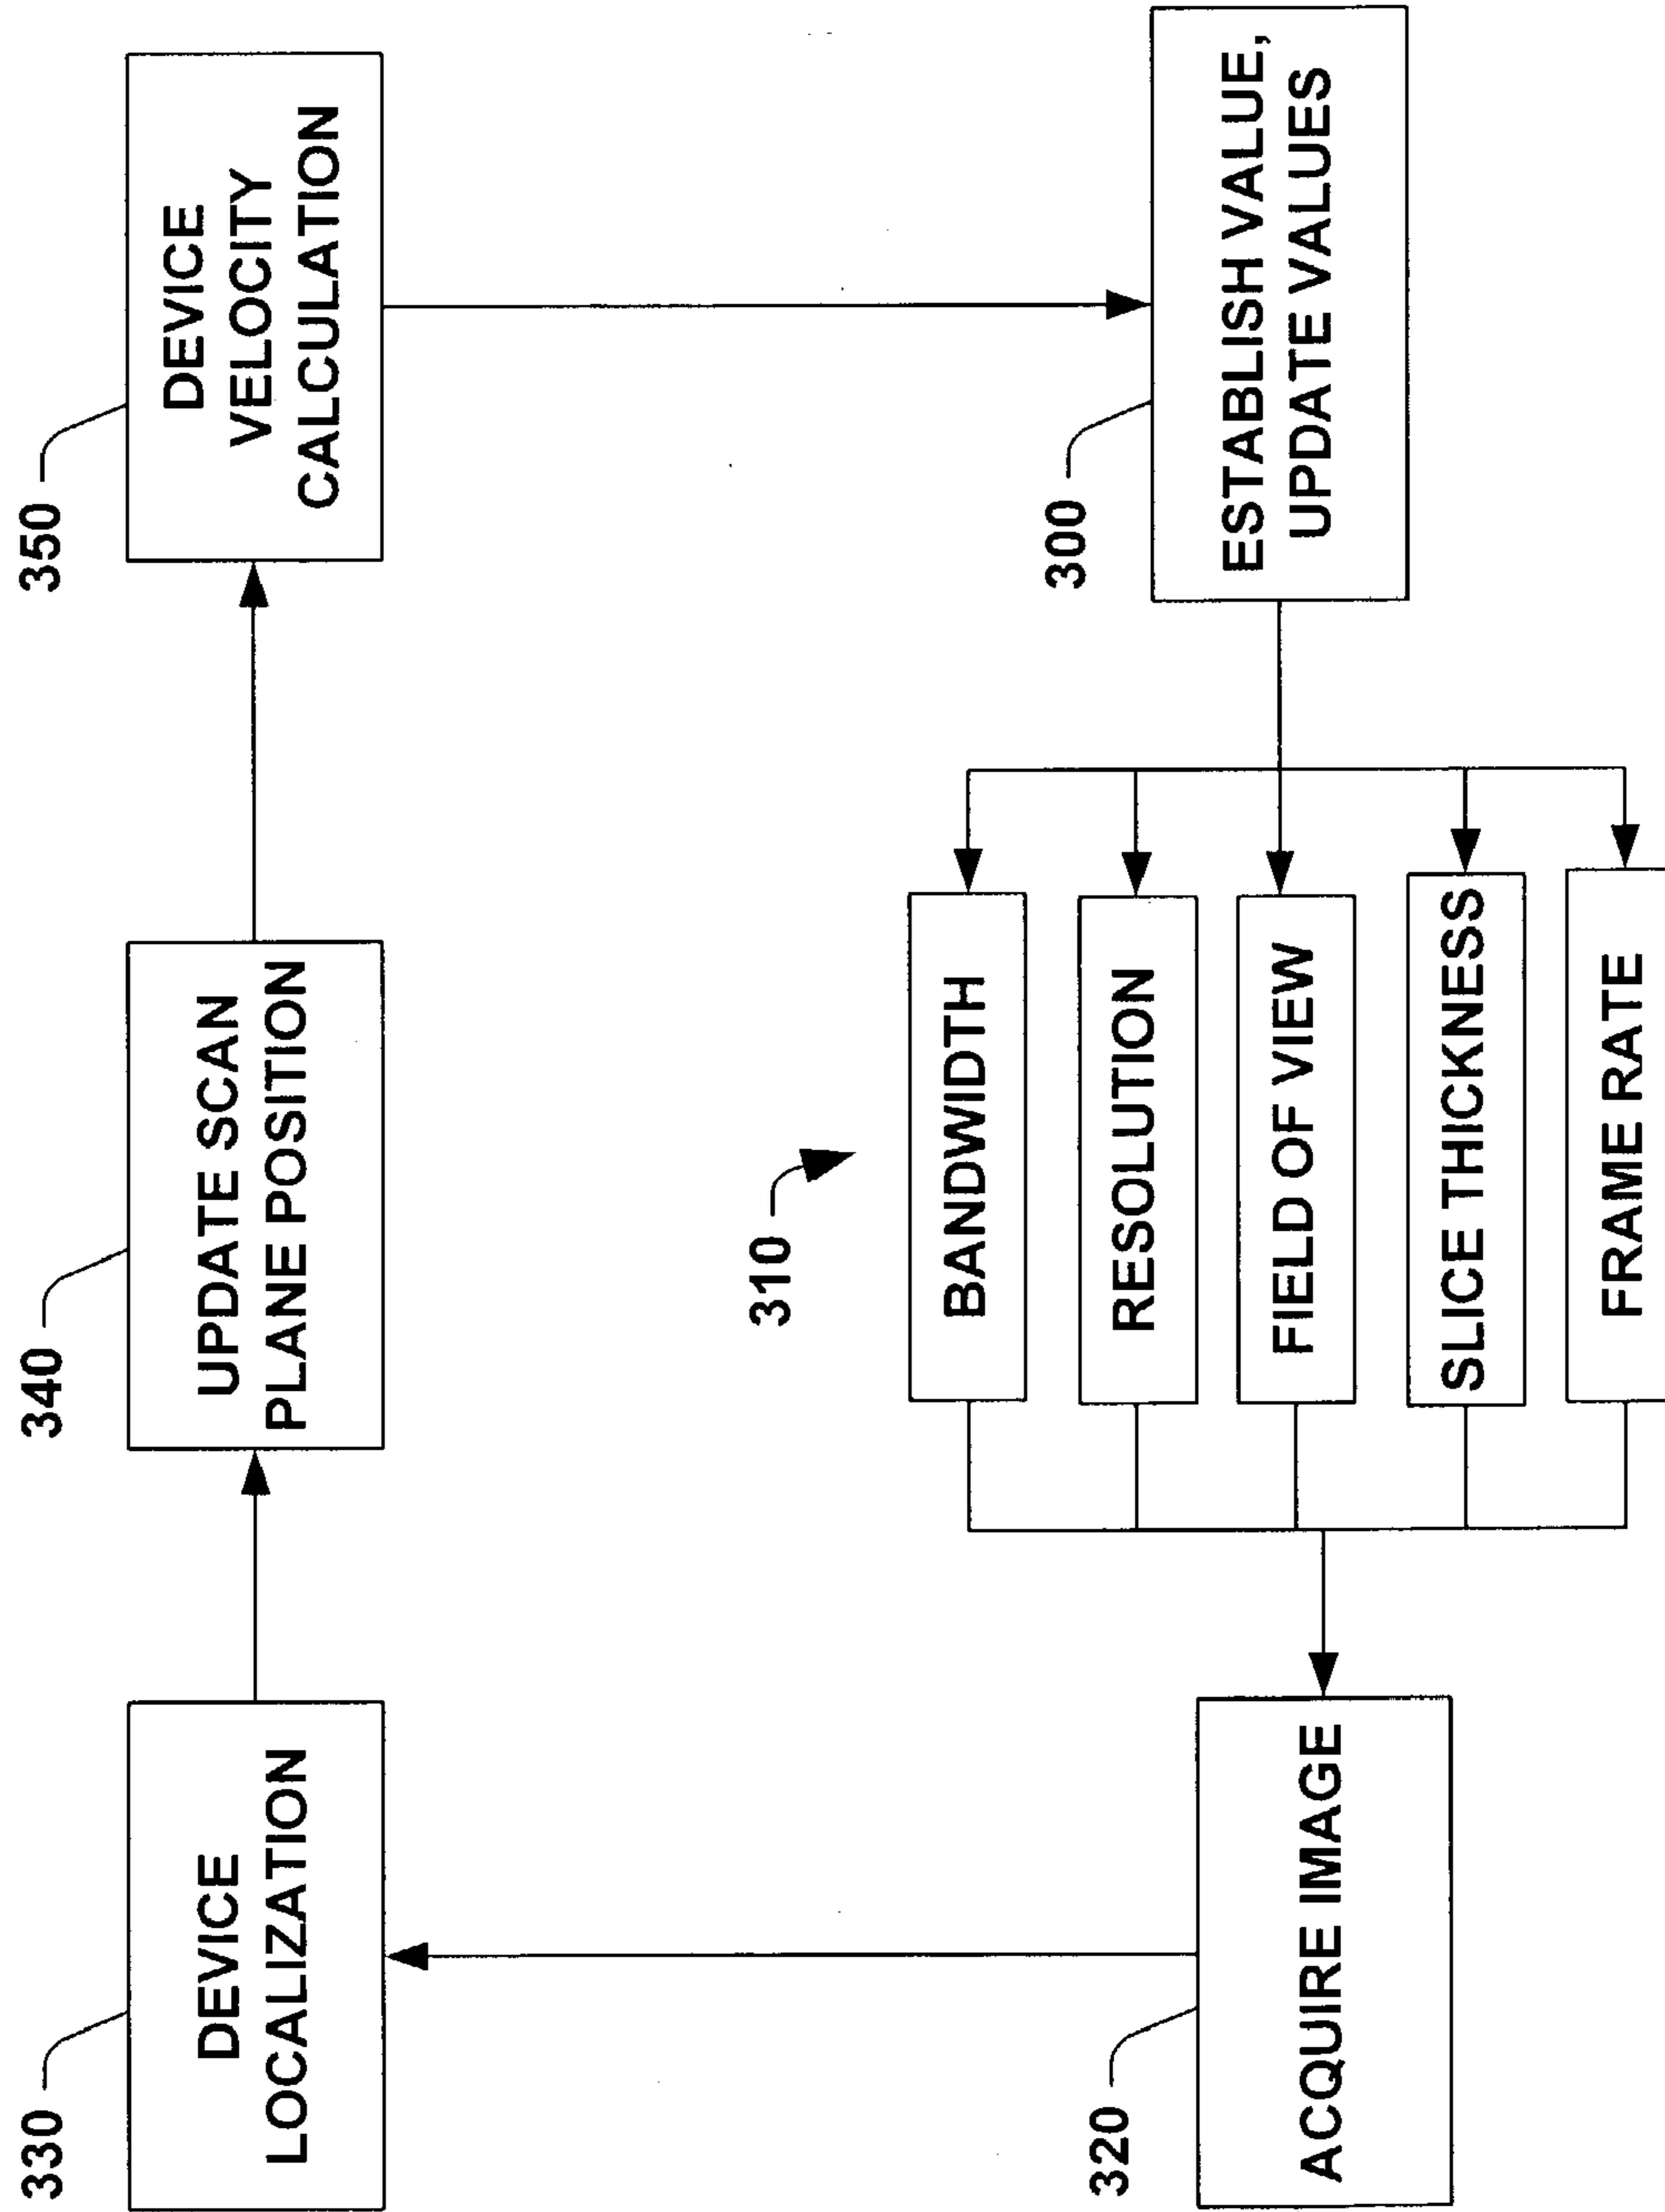 330
DEVICE
LOCALIZATION
340
UPDATE SCAN
PLANE POSITION
350
DEVICE
VELOCITY
CALCULATION
310
BANDWIDTH
RESOLUTION
FIELD OF VIEW
SLICE THICKNESS
FRAME RATE
320
ACQUIRE IMAGE
300
ESTABLISH VALUE,
UPDATE VALUES